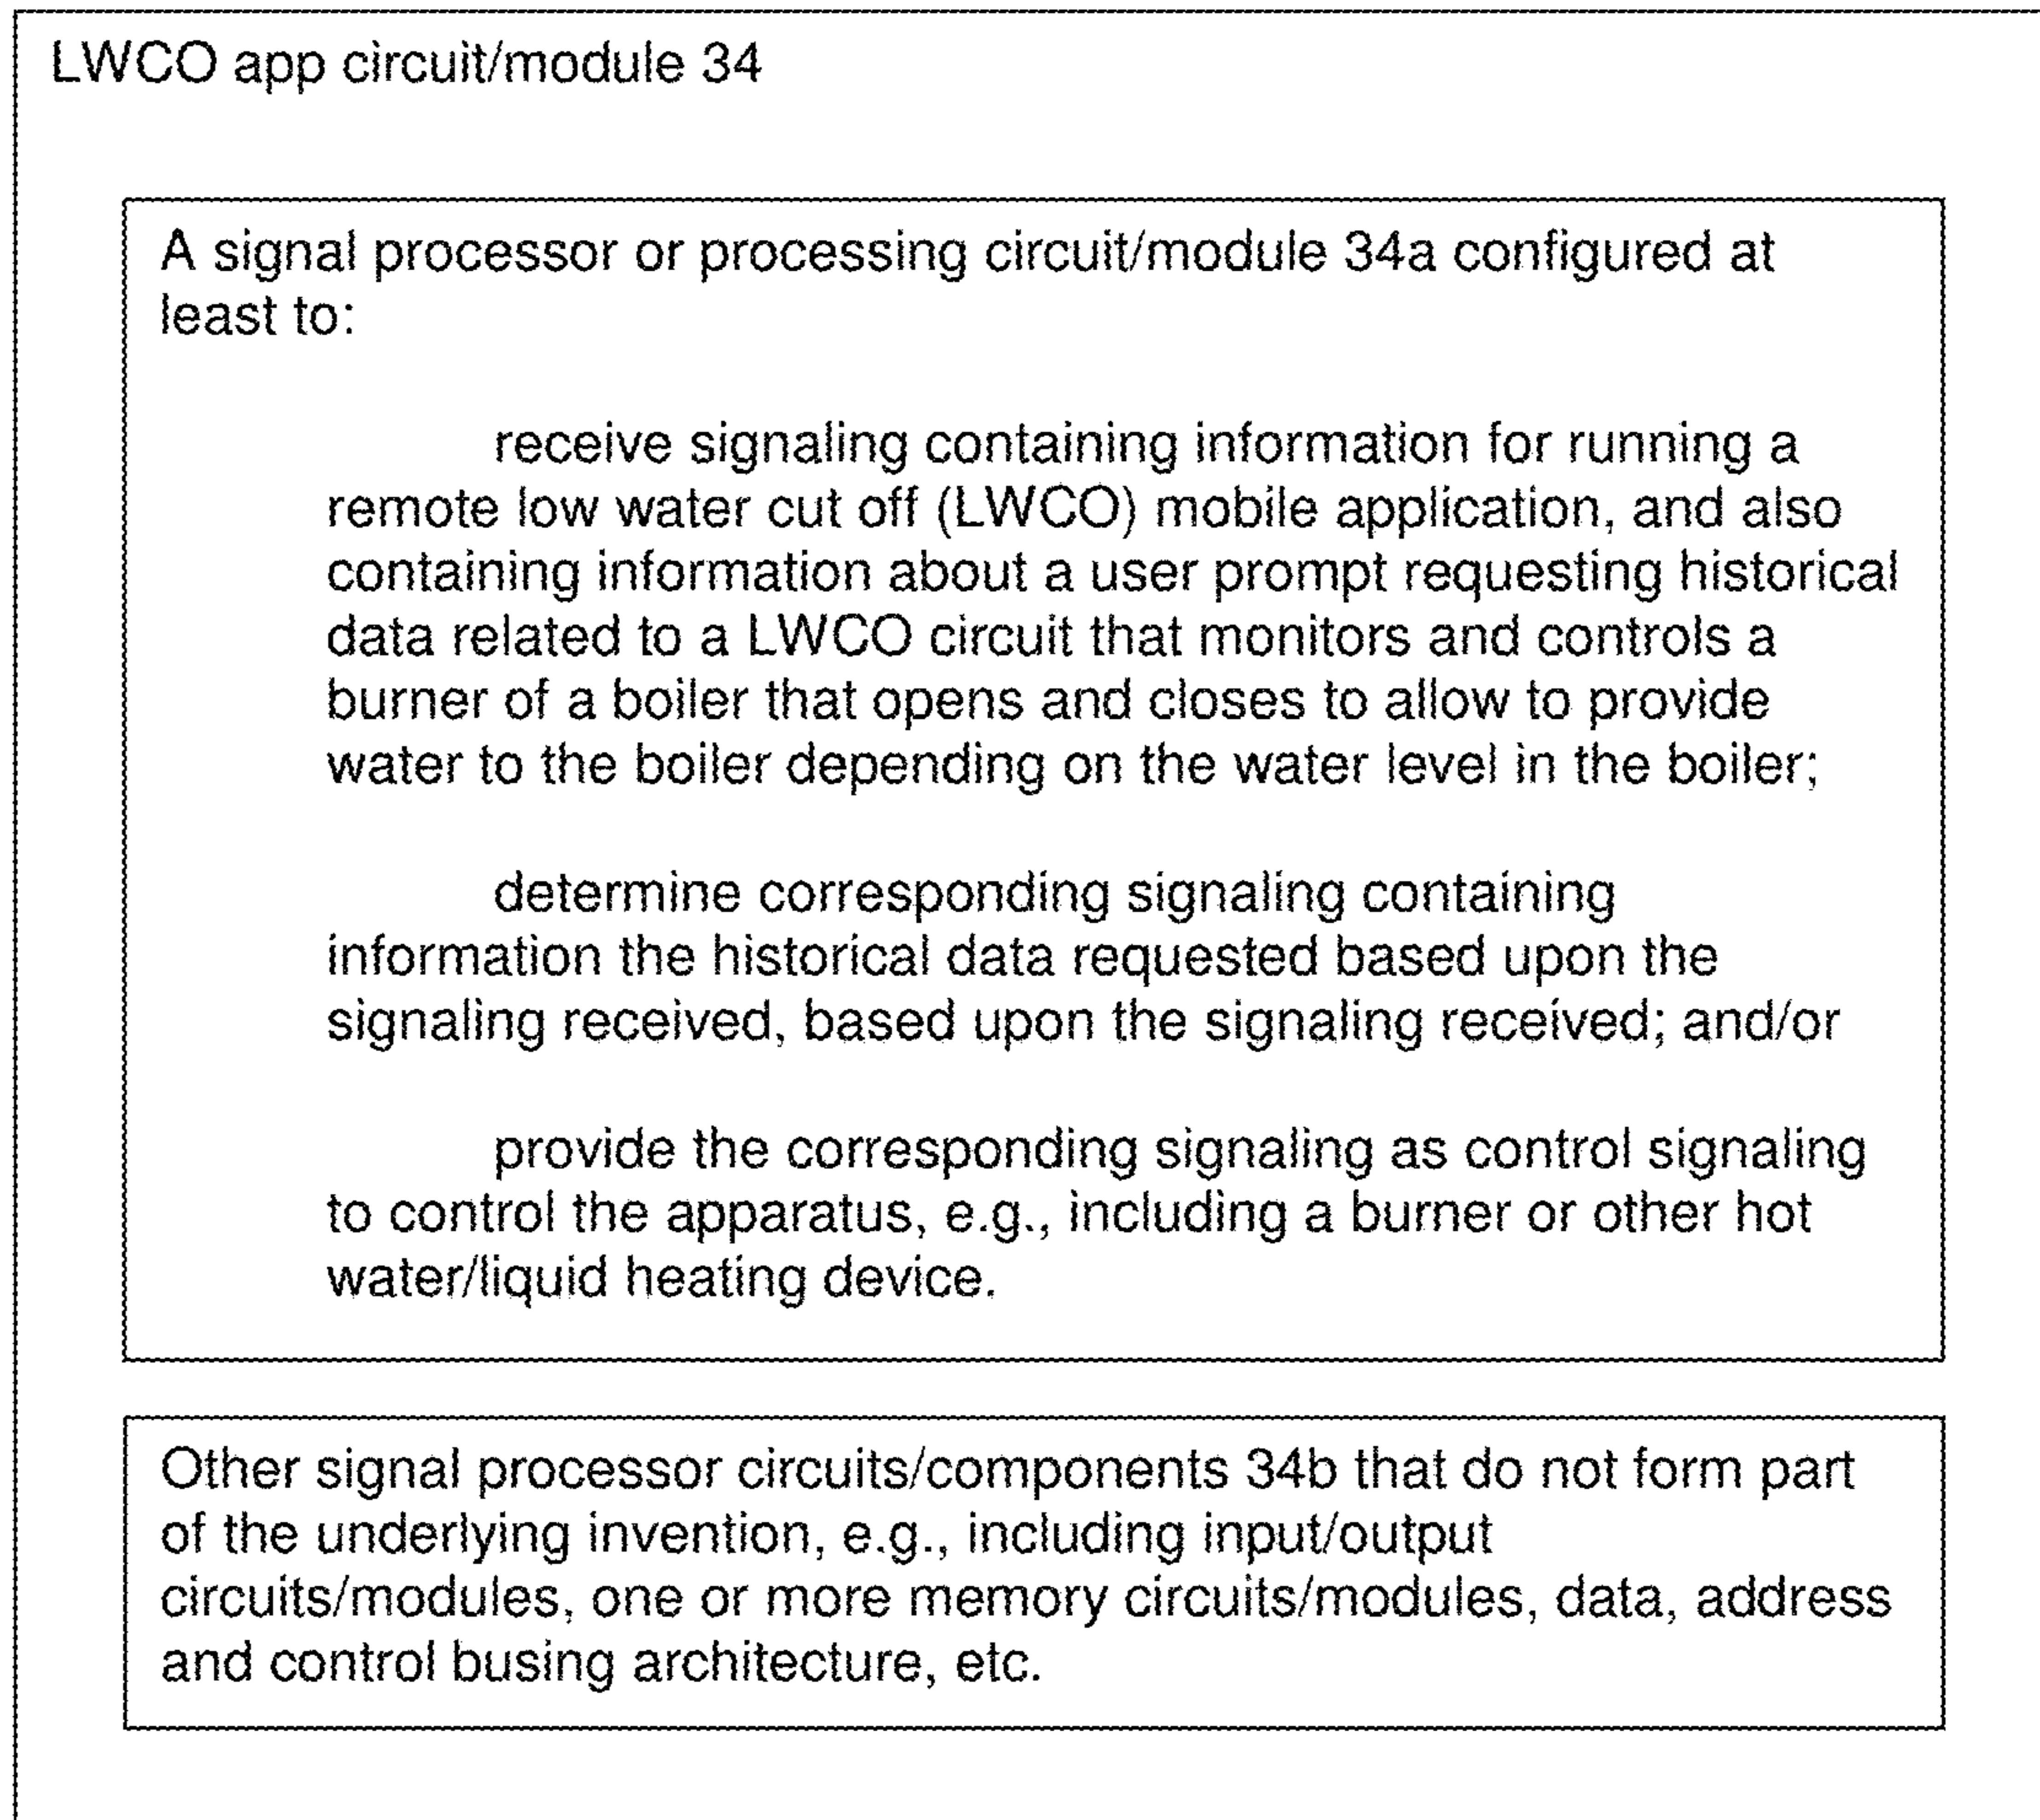 LWCO app circuit/module 34
A signal processor or processing circuit/module 34a configured at
least to:
receive signaling containing information for running a
remote low water cut off (LWCO) mobile application, and also
containing information about a user prompt requesting historical
data related to a LWCO circuit that monitors and controls a
burner of a boiler that opens and closes to allow to provide
water to the boiler depending on the water level in the boiler;
determine corresponding signaling containing
information the historical data requested based upon the
signaling received, based upon the signaling received; and/or
provide the corresponding signaling as control signaling
to control the apparatus, e.g., including a burner or other hot
water/liquid heating device.
Other signal processor circuits/components 34b that do not form part
of the underlying invention, e.g., including input/output
circuits/modules, one or more memory circuits/modules, data, address
and control busing architecture, etc.